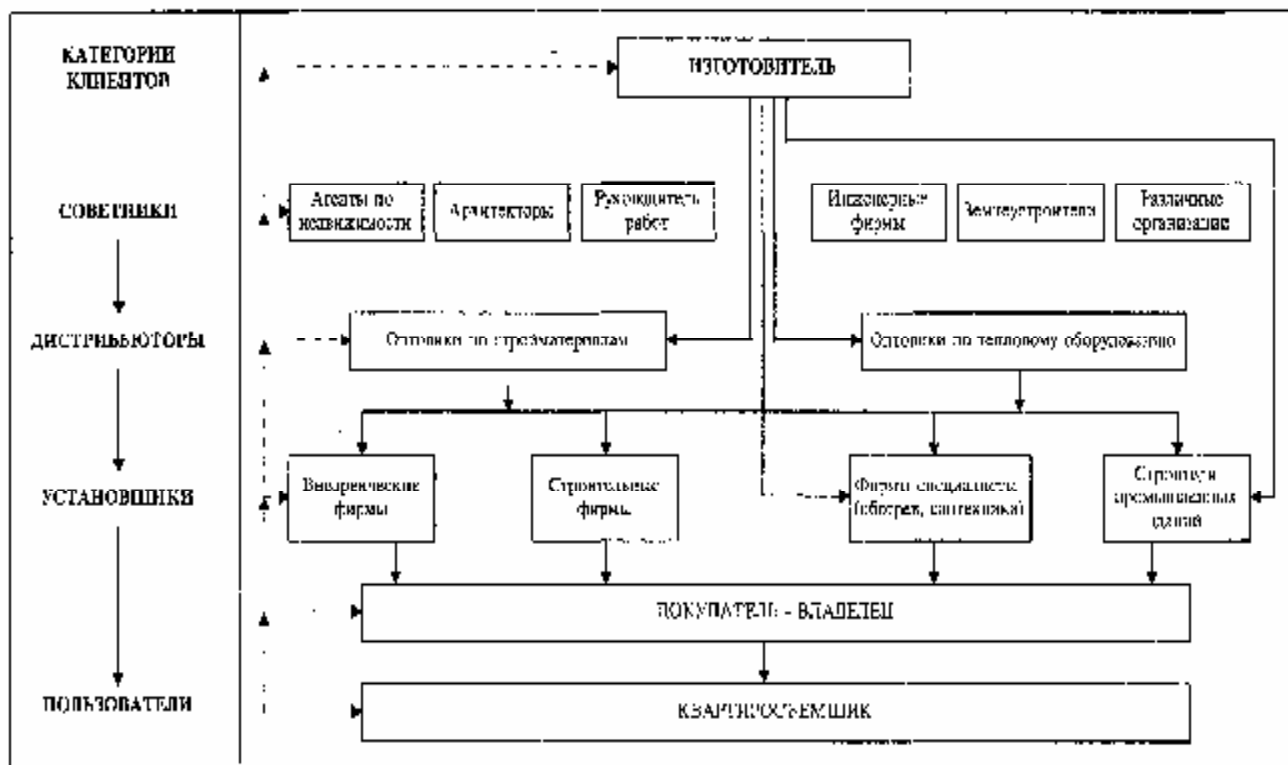 КАТЕГОРИИ
КЛИЕНТОВ
ИЗГОТОВИТЕЛЬ
СОВЕТНИКИ
Агенты по
недвижимости
Архитекторы
Руководитель
работ
Инженерные
фирмы
Землеустроители
Различные
организации
ДИСТРИБЬЮТОРЫ
Оптовики по стройматериалам
Оптовики по тепловому оборудованию
УСТАНОВЩИКИ
фирмы
Строительные
фирмы
Фирмы специалисты
(обогрев, сантехника)
Строители
промышленных
зданий
ПОКУПАТЕЛЬ - ВЛАДЕЛЕЦ
ПОЛЬЗОВАТЕЛИ
КВАРТИРОСЪЕМЩИК